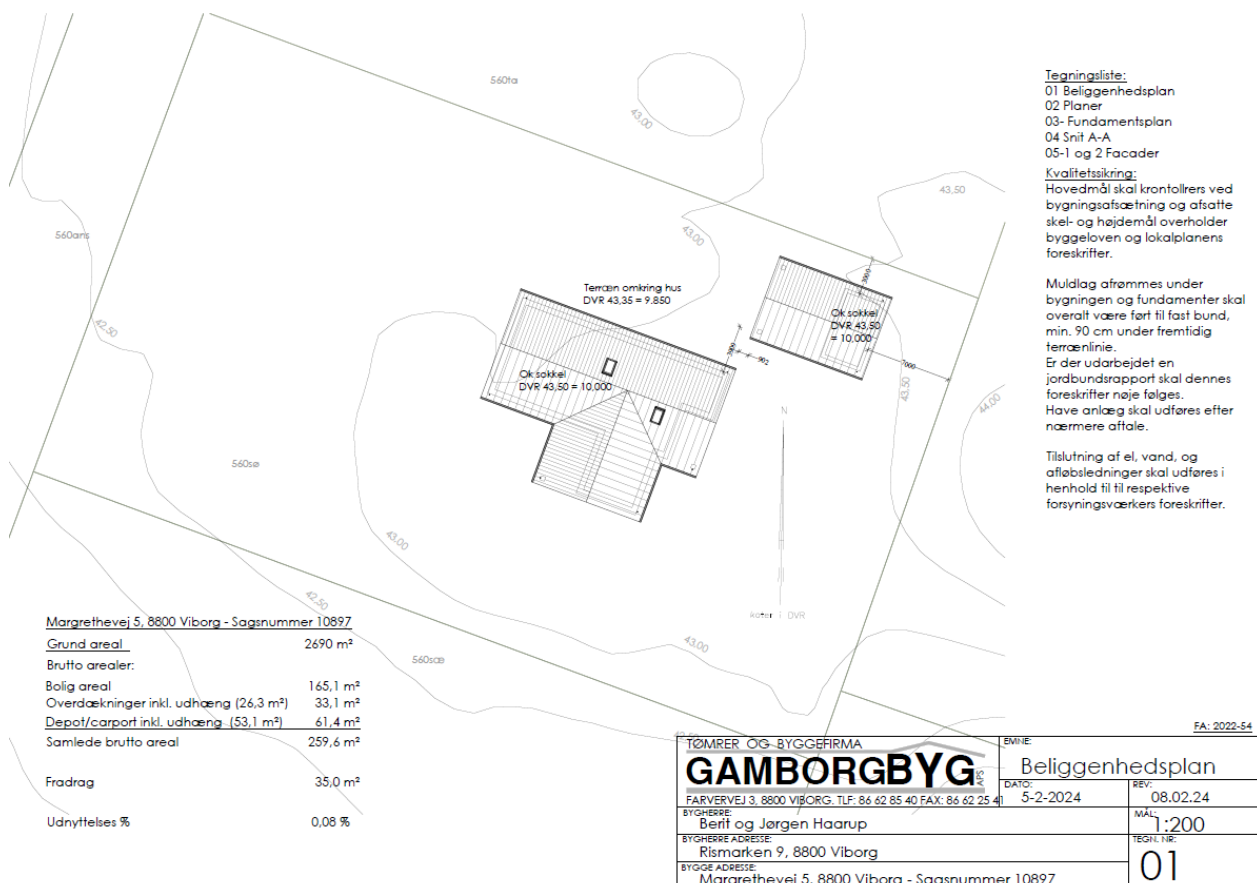 560ta
43,00
43,50
560ans
43,00
42,50
Terræn omkring hus
DVR 43,35 = 9.850
Ok sokkel
DVR 43,50
= 10,000
3000
7000
3000
902
Ok sokkel
DVR 43,50 = 10.000
43,50
44,00
N
560sø
43,00
42,50
koter i DVR
43,00
560sæ
42,50
Tegningsliste:
01 Beliggenhedsplan
02 Planer
03- Fundamentsplan
04 Snit A-A
05-1 og 2 Facader
Kvalitetssikring:
Hovedmål skal krontollrers ved
bygningsafsætning og afsatte
skel- og højdemål overholder
byggeloven og lokalplanens
foreskrifter.
Muldlag afrømmes under
bygningen og fundamenter skal
overalt være ført til fast bund,
min. 90 cm under fremtidig
terrænlinie.
Er der udarbejdet en
jordbundsrapport skal dennes
foreskrifter nøje følges.
Have anlæg skal udføres efter
nærmere aftale.
Tilslutning af el, vand, og
afløbsledninger skal udføres i
henhold til til respektive
forsyningsværkers foreskrifter.
Margrethevej 5, 8800 Viborg - Sagsnummer 10897
Grund areal 2690 m²
Brutto arealer:
Bolig areal 165,1 m²
Overdækninger inkl. udhæng (26,3 m²) 33,1 m²
Depot/carport inkl. udhæng (53,1 m²) 61,4 m²
Samlede brutto areal 259,6 m²
Fradrag 35,0 m²
Udnyttelses % 0,08 %
FA: 2022-54
TØMRER OG BYGGEFIRMA
GAMBORGBYG APS
FARVERVEJ 3, 8800 VIBORG. TLF: 86 62 85 40 FAX: 86 62 25 41
EMNE:
Beliggenhedsplan
DATO:
5-2-2024
REV:
08.02.24
BYGHERRE:
Berit og Jørgen Haarup
MÅL:
1:200
BYGHERRE ADRESSE:
Rismarken 9, 8800 Viborg
TEGN. NR:
01
BYGGE ADRESSE:
Margrethevej 5, 8800 Viborg - Sagsnummer 10897